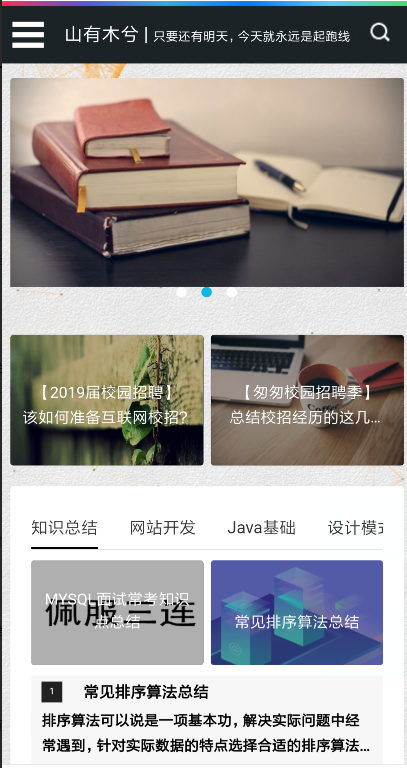 山有木兮 | 只要还有明天，今天就永远是起跑线
【2019届校园招聘】
该如何准备互联网校招？
【匆匆校园招聘季】
总结校招经历的这几...
知识总结 网站开发 Java基础 设计模式
MYSQL面试常考知识
点总结
佩服三连
常见排序算法总结
1 常见排序算法总结
排序算法可以说是一项基本功，解决实际问题中经
常遇到，针对实际数据的特点选择合适的排序算法...